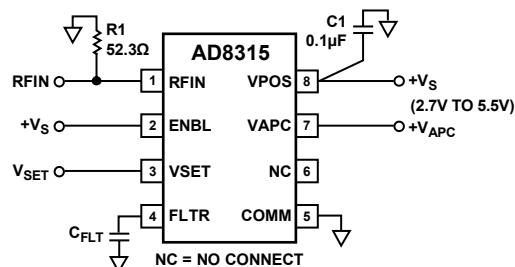 R1
52.3Ω
C1
0.1µF
AD8315
RFIN 1 RFIN VPOS 8 +VS
(2.7V TO 5.5V)
+VS 2 ENBL VAPC 7 +VAPC
VSET 3 VSET NC 6
4 FLTR COMM 5
CFLT
NC = NO CONNECT